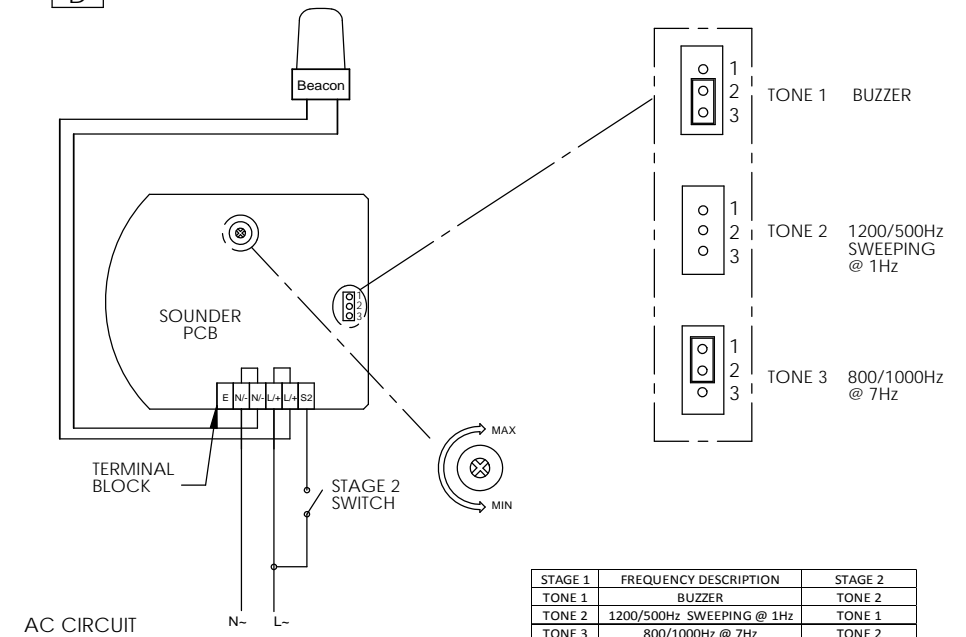 Beacon
1
2
3
TONE 1 BUZZER
1
2
3
TONE 2 1200/500Hz
SWEEPING
@ 1Hz
1
2
3
TONE 3 800/1000Hz
@ 7Hz
1
2
3
SOUNDER
PCB
E N/- N/- L/+ L/+ S2
TERMINAL
BLOCK
STAGE 2
SWITCH
MAX
MIN
AC CIRCUIT
N~ L~
STAGE 1 FREQUENCY DESCRIPTION STAGE 2
TONE 1 BUZZER TONE 2
TONE 2 1200/500Hz SWEEPING @ 1Hz TONE 1
TONE 3 800/1000Hz @ 7Hz TONE 2